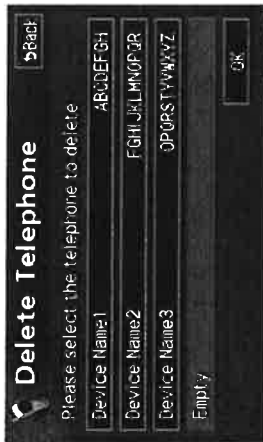 Delete Telephone
Back
Please select the telephone to delete
Device Name1 ABCDEFGH
Device Name2 FGHIJKLMNOPQR
Device Name3 OPQRSTYVWXYZ
Empty
OK